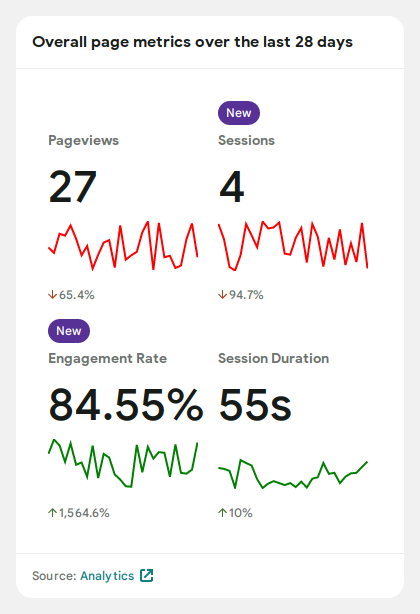 Overall page metrics over the last 28 days
New
Pageviews
Sessions
27
4
↓65.4%
↓94.7%
New
Engagement Rate
Session Duration
84.55%
55s
↑1,564.6%
↑10%
Source: Analytics